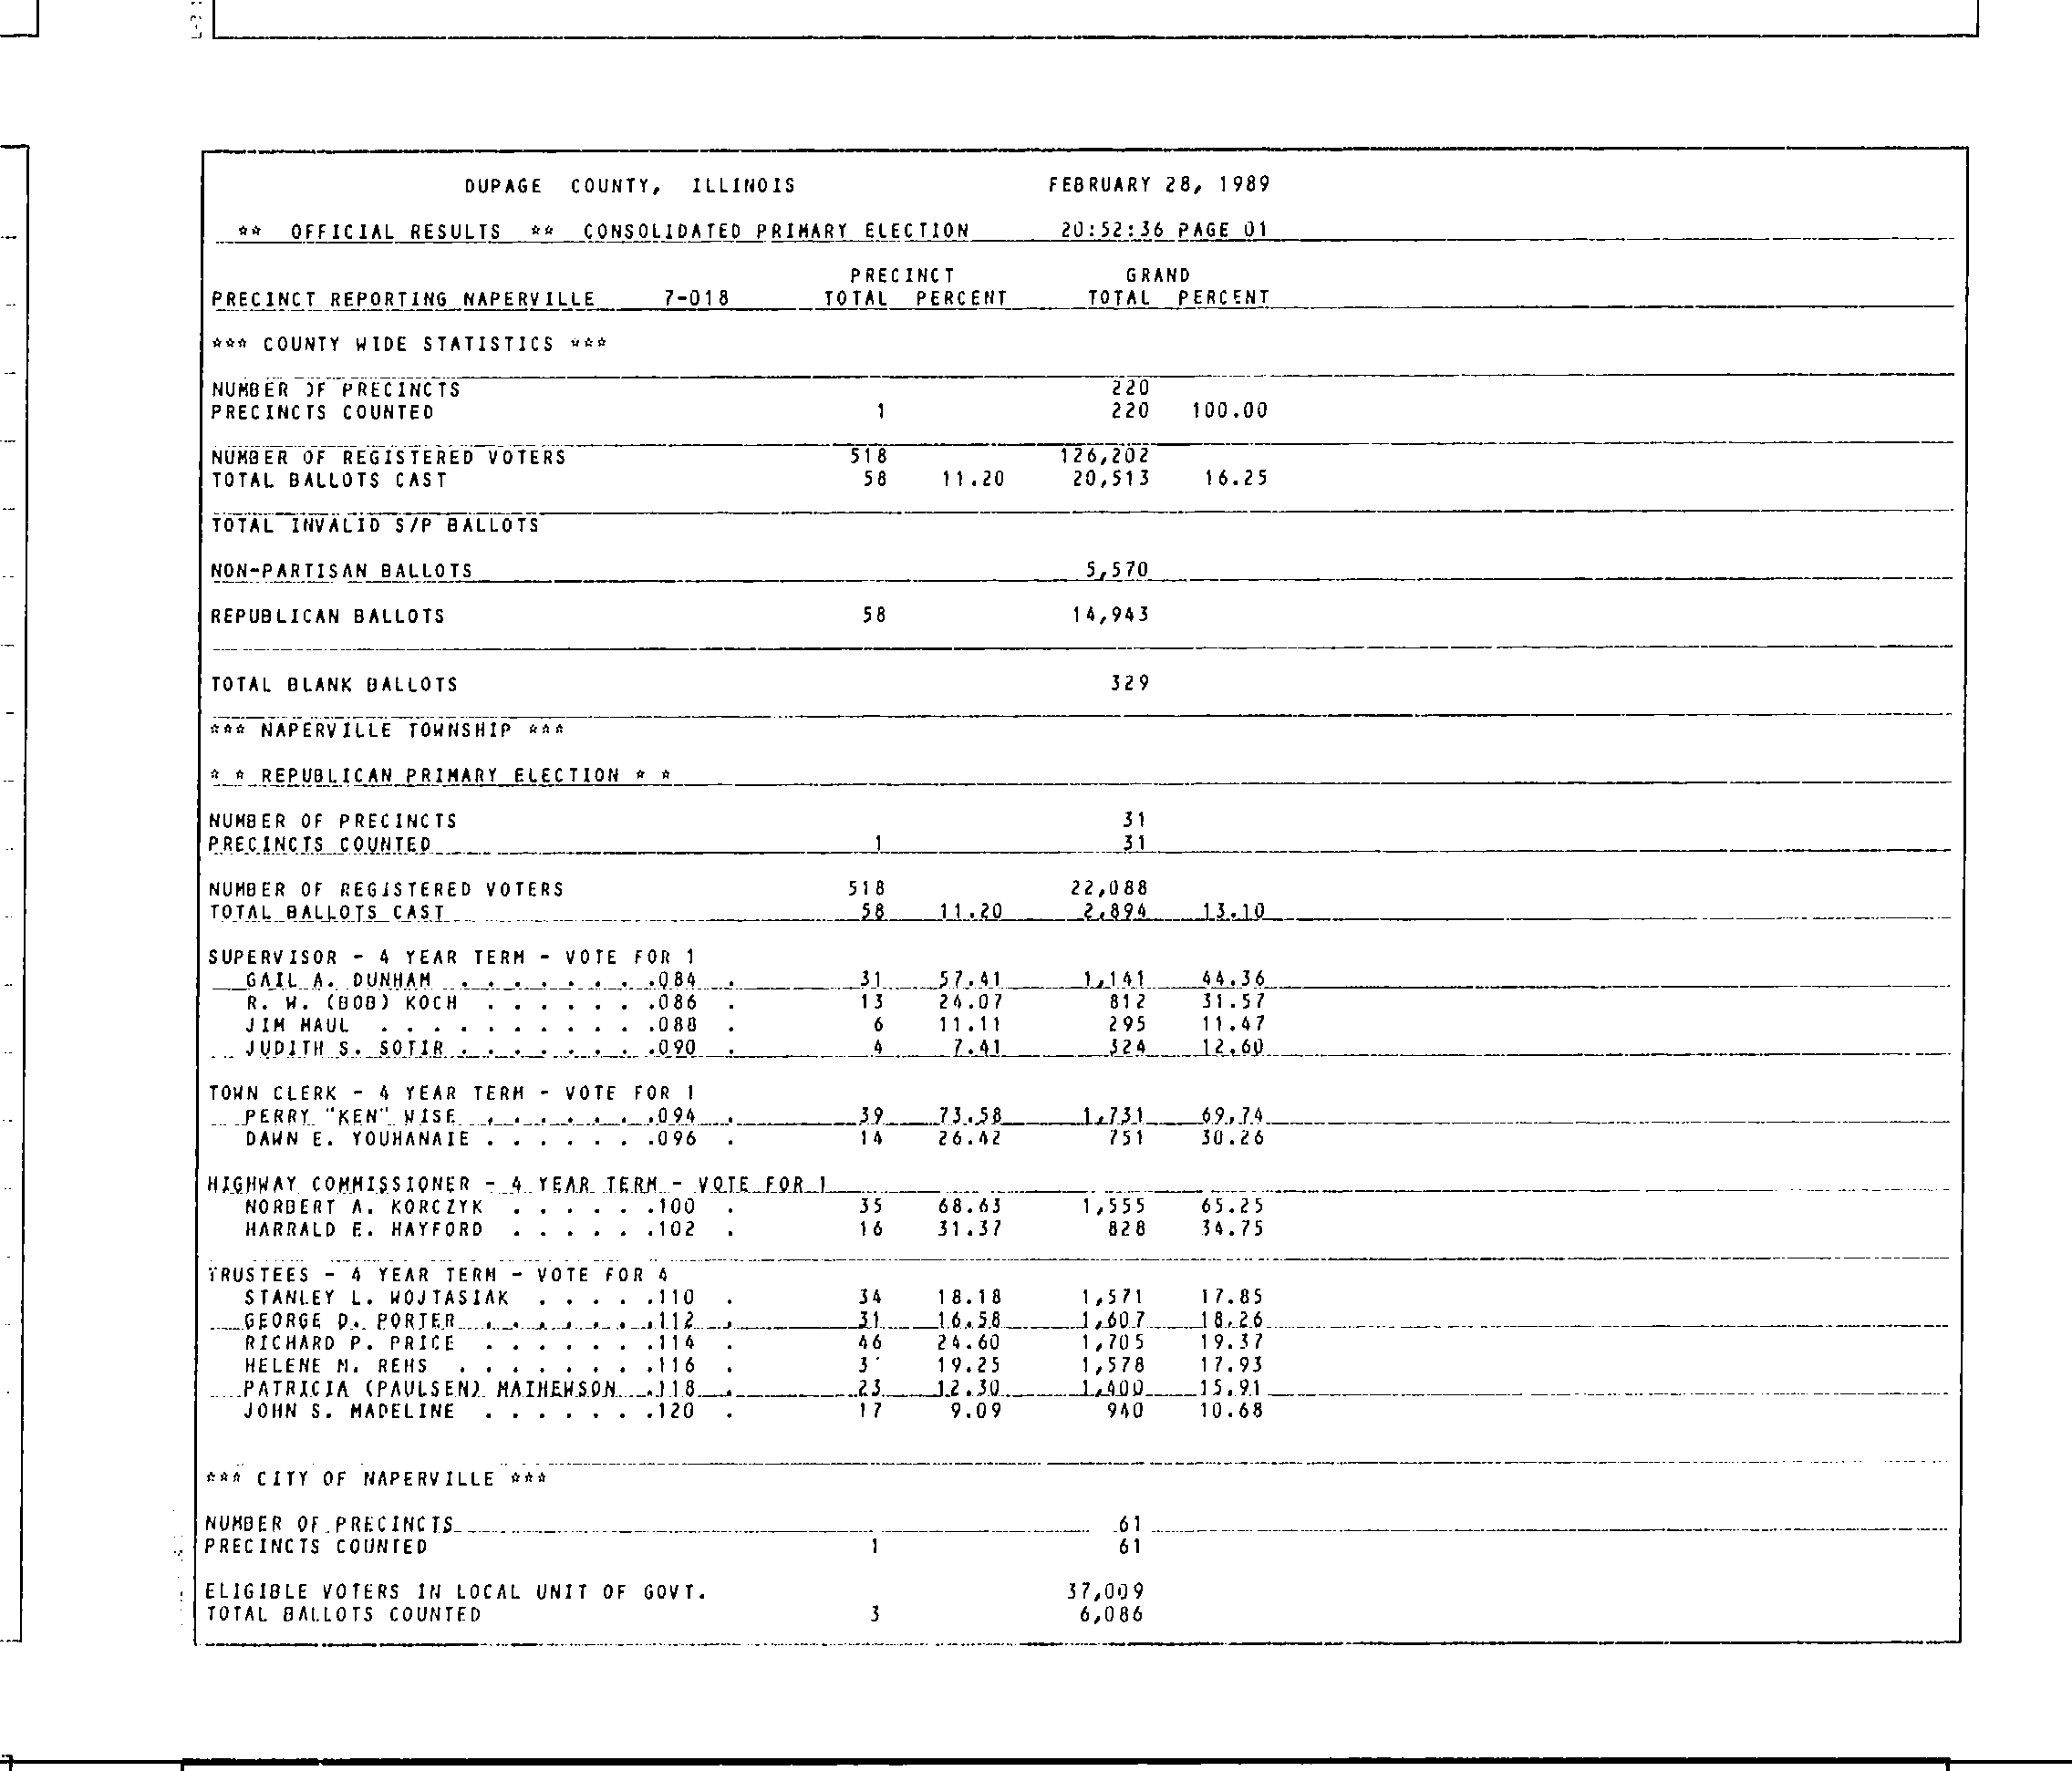 DUPAGE COUNTY, ILLINOIS FEBRUARY 28, 1989
** OFFICIAL RESULTS ** CONSOLIDATED PRIMARY ELECTION 20:52:36 PAGE 01
PRECINCT GRAND
PRECINCT REPORTING NAPERVILLE 7-018 TOTAL PERCENT TOTAL PERCENT
*** COUNTY WIDE STATISTICS ***
NUMBER OF PRECINCTS 220
PRECINCTS COUNTED 1 220 100.00
NUMBER OF REGISTERED VOTERS 518 126,202
TOTAL BALLOTS CAST 58 11.20 20,513 16.25
TOTAL INVALID S/P BALLOTS
NON-PARTISAN BALLOTS 5,570
REPUBLICAN BALLOTS 58 14,943
TOTAL BLANK BALLOTS 329
*** NAPERVILLE TOWNSHIP ***
* * REPUBLICAN PRIMARY ELECTION * *
NUMBER OF PRECINCTS 31
PRECINCTS COUNTED 1 31
NUMBER OF REGISTERED VOTERS 518 22,088
TOTAL BALLOTS CAST 58 11.20 2,894 13.10
SUPERVISOR - 4 YEAR TERM - VOTE FOR 1
GAIL A. DUNHAM . . . . . . . .084 . 31 57.41 1,141 44.36
R. W. (BOB) KOCH . . . . . . .086 . 13 24.07 812 31.57
JIM MAUL . . . . . . . . . . .088 . 6 11.11 295 11.47
JUDITH S. SOTIR . . . . . . . .090 . 4 7.41 324 12.60
TOWN CLERK - 4 YEAR TERM - VOTE FOR 1
PERRY "KEN" WISE . . . . . . .094 . 39 73.58 1,731 69.74
DAWN E. YOUHANAIE . . . . . . .096 . 14 26.42 751 30.26
HIGHWAY COMMISSIONER - 4 YEAR TERM - VOTE FOR 1
NORBERT A. KORCZYK . . . . . .100 . 35 68.63 1,555 65.25
HARRALD E. HAYFORD . . . . . .102 . 16 31.37 828 34.75
TRUSTEES - 4 YEAR TERM - VOTE FOR 4
STANLEY L. WOJTASIAK . . . . .110 . 34 18.18 1,571 17.85
GEORGE D. PORTER . . . . . . .112 . 31 16.58 1,607 18.26
RICHARD P. PRICE . . . . . . .114 . 46 24.60 1,705 19.37
HELENE M. REHS . . . . . . . .116 . 19.25 1,578 17.93
PATRICIA (PAULSEN) MATHEWSON .118 . 23 12.30 1,400 15.91
JOHN S. MADELINE . . . . . . .120 . 17 9.09 940 10.68
*** CITY OF NAPERVILLE ***
NUMBER OF PRECINCTS 61
PRECINCTS COUNTED 1 61
ELIGIBLE VOTERS IN LOCAL UNIT OF GOVT. 37,009
TOTAL BALLOTS COUNTED 3 6,086